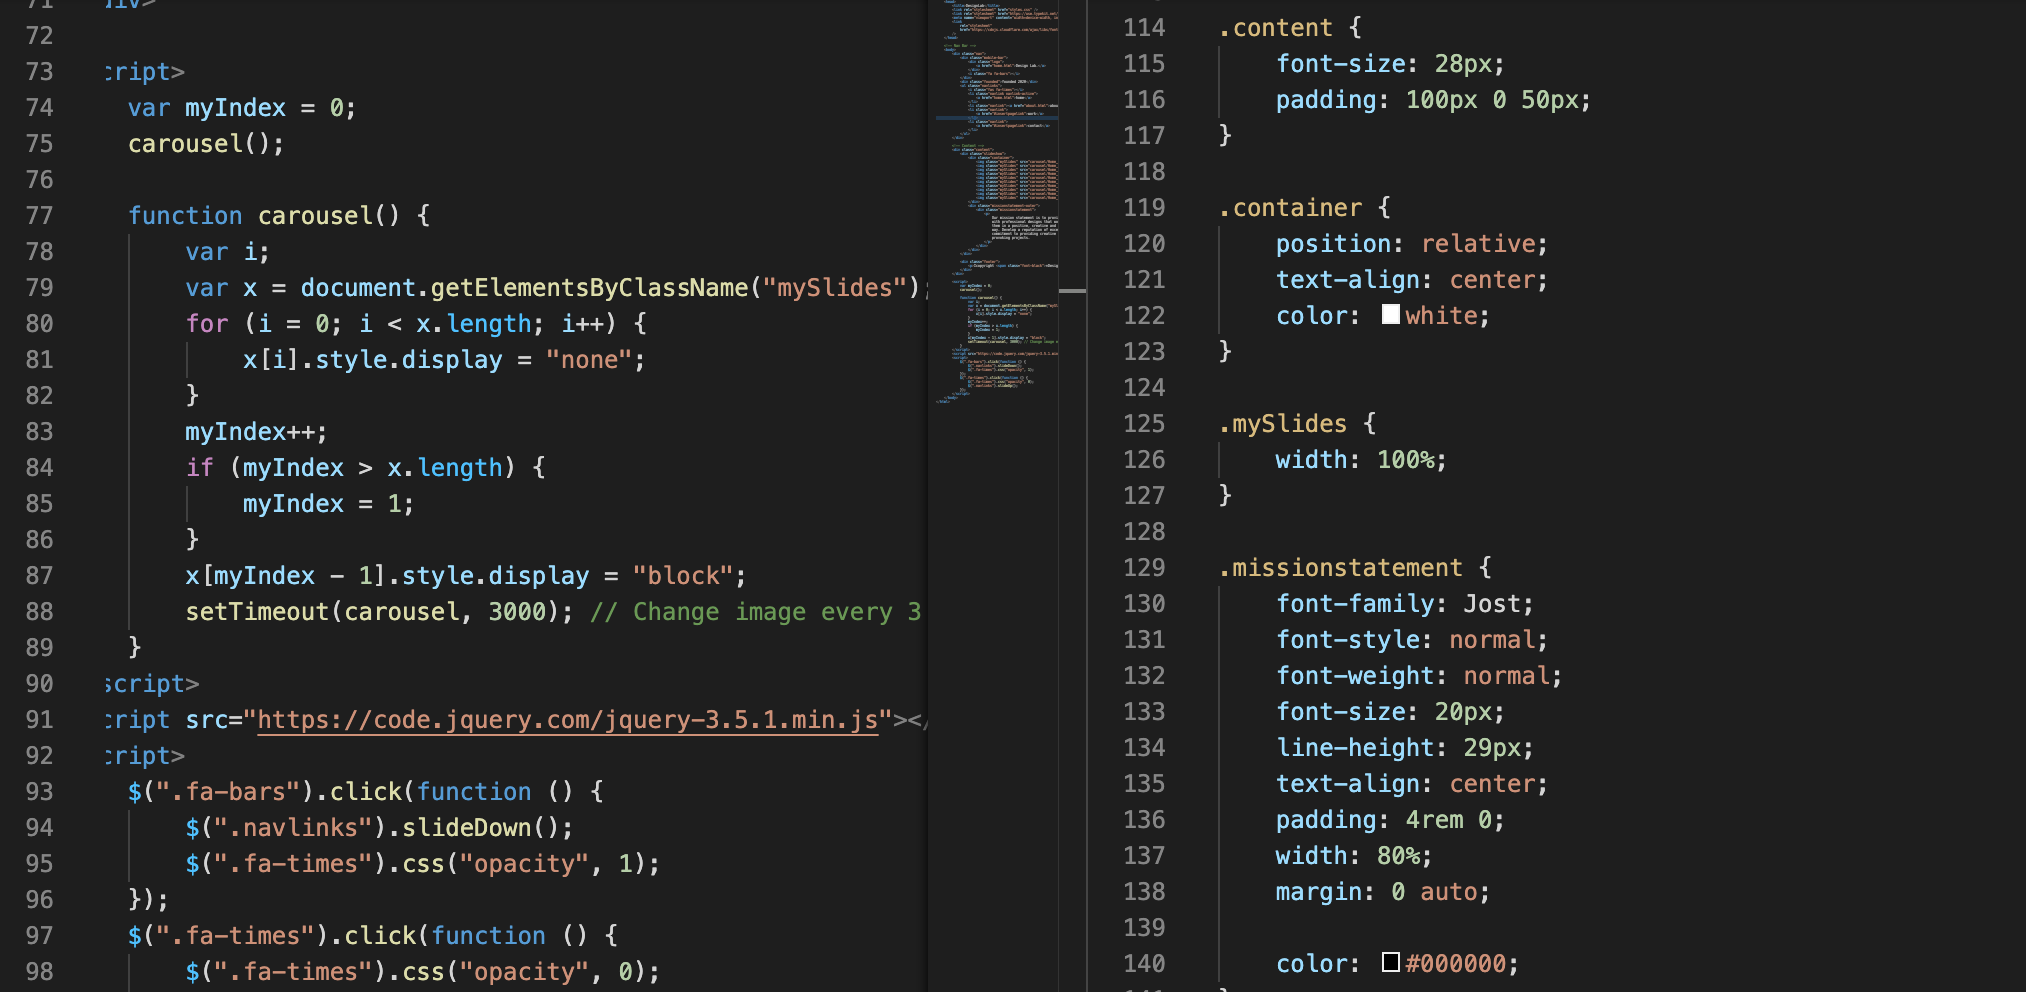 71 div>
72
73 cript>
74 var myIndex = 0;
75 carousel();
76
77 function carousel() {
78 var i;
79 var x = document.getElementsByClassName("mySlides");
80 for (i = 0; i < x.length; i++) {
81 x[i].style.display = "none";
82 }
83 myIndex++;
84 if (myIndex > x.length) {
85 myIndex = 1;
86 }
87 x[myIndex - 1].style.display = "block";
88 setTimeout(carousel, 3000); // Change image every 3
89 }
90 script>
91 cript src="https://code.jquery.com/jquery-3.5.1.min.js"></
92 cript>
93 $(".fa-bars").click(function () {
94 $(".navlinks").slideDown();
95 $(".fa-times").css("opacity", 1);
96 });
97 $(".fa-times").click(function () {
98 $(".fa-times").css("opacity", 0);
114 .content {
115 font-size: 28px;
116 padding: 100px 0 50px;
117 }
118
119 .container {
120 position: relative;
121 text-align: center;
122 color: white;
123 }
124
125 .mySlides {
126 width: 100%;
127 }
128
129 .missionstatement {
130 font-family: Jost;
131 font-style: normal;
132 font-weight: normal;
133 font-size: 20px;
134 line-height: 29px;
135 text-align: center;
136 padding: 4rem 0;
137 width: 80%;
138 margin: 0 auto;
139
140 color: #000000;